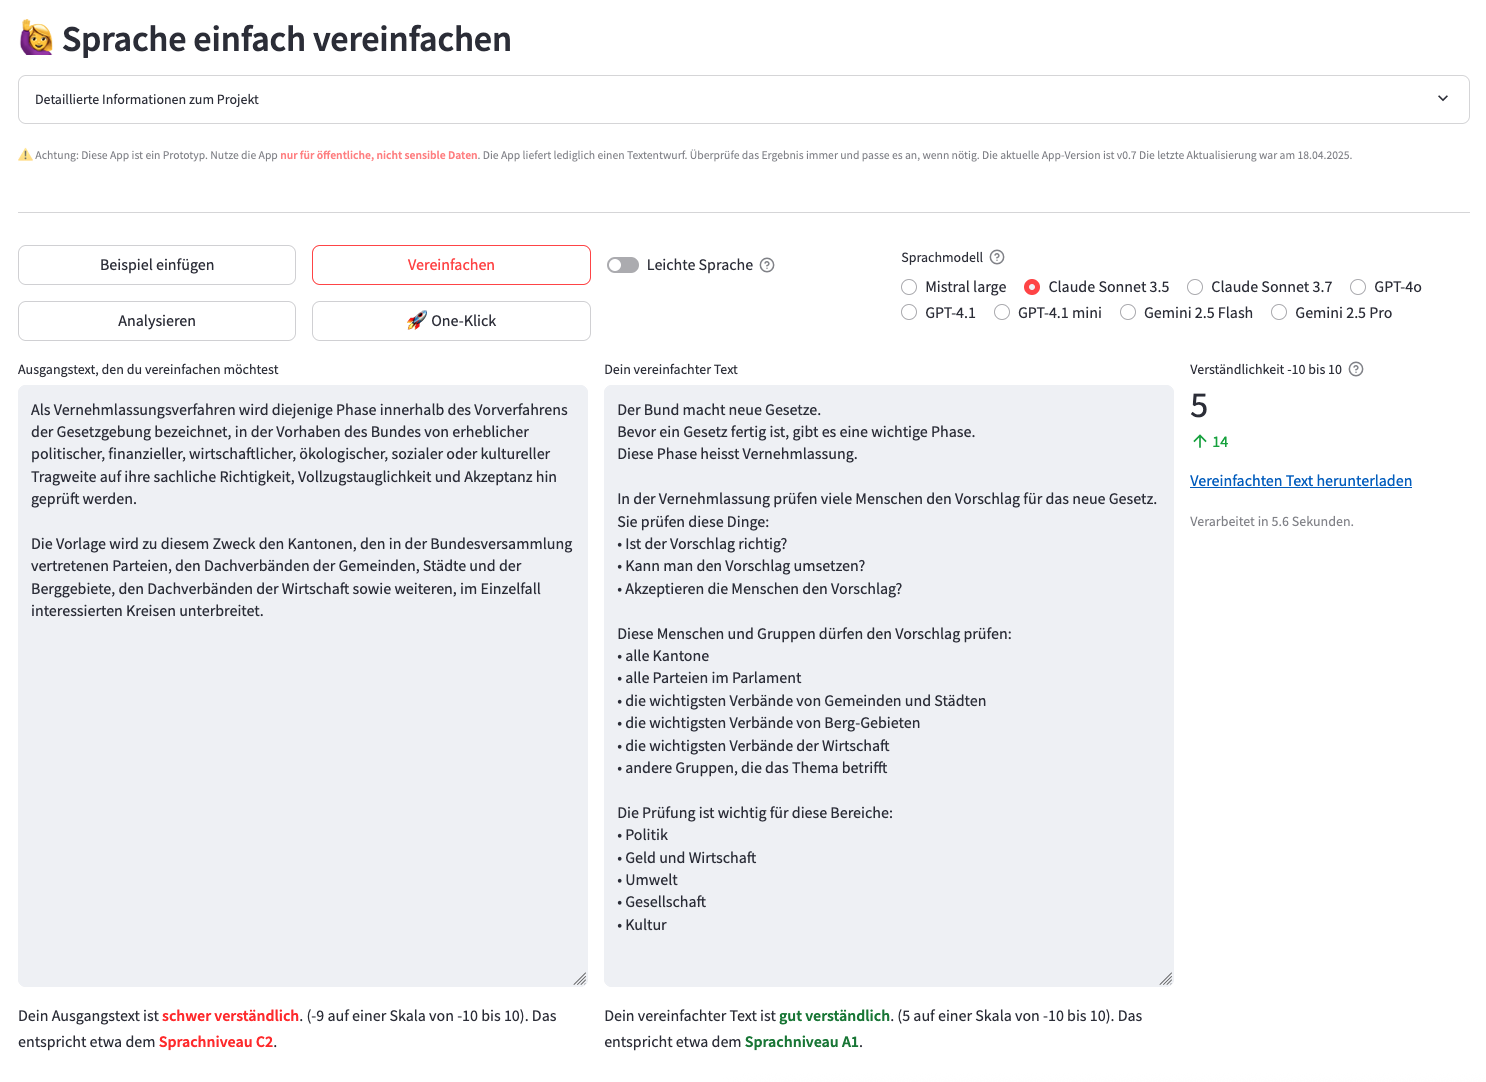 Sprache einfach vereinfachen
Detaillierte Informationen zum Projekt
Achtung: Diese App ist ein Prototyp. Nutze die App nur für öffentliche, nicht sensible Daten. Die App liefert lediglich einen Textentwurf. Überprüfe das Ergebnis immer und passe es an, wenn nötig. Die aktuelle App-Version ist v0.7 Die letzte Aktualisierung war am 18.04.2025.
Beispiel einfügen
Vereinfachen
Leichte Sprache
Analysieren
One-Klick
Sprachmodell
Mistral large Claude Sonnet 3.5 Claude Sonnet 3.7 GPT-4o
GPT-4.1 GPT-4.1 mini Gemini 2.5 Flash Gemini 2.5 Pro
Ausgangstext, den du vereinfachen möchtest
Als Vernehmlassungsverfahren wird diejenige Phase innerhalb des Vorverfahrens
der Gesetzgebung bezeichnet, in der Vorhaben des Bundes von erheblicher
politischer, finanzieller, wirtschaftlicher, ökologischer, sozialer oder kultureller
Tragweite auf ihre sachliche Richtigkeit, Vollzugstauglichkeit und Akzeptanz hin
geprüft werden.
Die Vorlage wird zu diesem Zweck den Kantonen, den in der Bundesversammlung
vertretenen Parteien, den Dachverbänden der Gemeinden, Städte und der
Berggebiete, den Dachverbänden der Wirtschaft sowie weiteren, im Einzelfall
interessierten Kreisen unterbreitet.
Dein Ausgangstext ist schwer verständlich. (-9 auf einer Skala von -10 bis 10). Das
entspricht etwa dem Sprachniveau C2.
Dein vereinfachter Text
Der Bund macht neue Gesetze.
Bevor ein Gesetz fertig ist, gibt es eine wichtige Phase.
Diese Phase heisst Vernehmlassung.
In der Vernehmlassung prüfen viele Menschen den Vorschlag für das neue Gesetz.
Sie prüfen diese Dinge:
• Ist der Vorschlag richtig?
• Kann man den Vorschlag umsetzen?
• Akzeptieren die Menschen den Vorschlag?
Diese Menschen und Gruppen dürfen den Vorschlag prüfen:
• alle Kantone
• alle Parteien im Parlament
• die wichtigsten Verbände von Gemeinden und Städten
• die wichtigsten Verbände von Berg-Gebieten
• die wichtigsten Verbände der Wirtschaft
• andere Gruppen, die das Thema betrifft
Die Prüfung ist wichtig für diese Bereiche:
• Politik
• Geld und Wirtschaft
• Umwelt
• Gesellschaft
• Kultur
Dein vereinfachter Text ist gut verständlich. (5 auf einer Skala von -10 bis 10). Das
entspricht etwa dem Sprachniveau A1.
Verständlichkeit -10 bis 10
5
↑ 14
Vereinfachten Text herunterladen
Verarbeitet in 5.6 Sekunden.